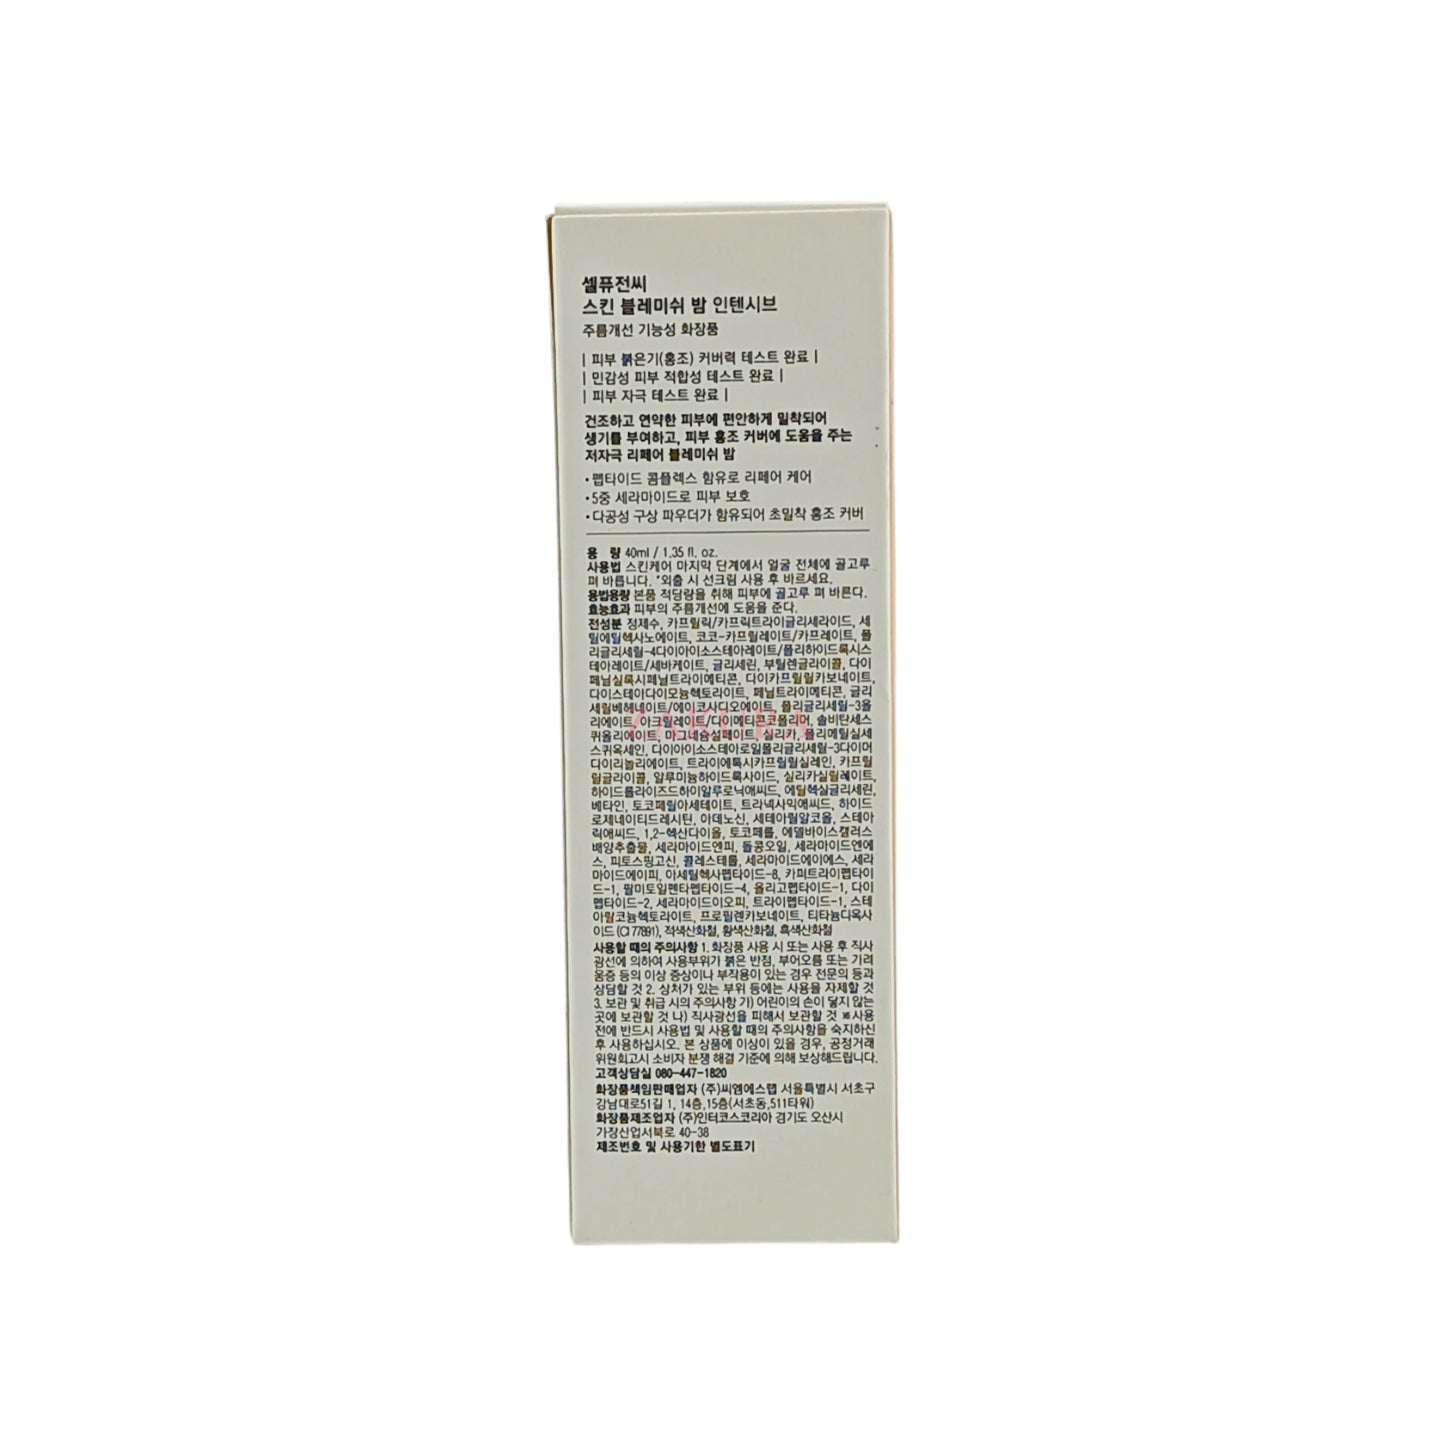 셀퓨전씨
스킨 블레미쉬 밤 인텐시브
주름개선 기능성 화장품
| 피부 붉은기(홍조) 커버력 테스트 완료 |
| 민감성 피부 적합성 테스트 완료 |
| 피부 자극 테스트 완료 |
건조하고 연약한 피부에 편안하게 밀착되어
생기를 부여하고, 피부 홍조 커버에 도움을 주는
저자극 리페어 블레미쉬 밤
• 펩타이드 콤플렉스 함유로 리페어 케어
• 5중 세라마이드로 피부 보호
• 다공성 구상 파우더가 함유되어 초밀착 홍조 커버
용 량 40ml / 1.35 fl. oz.
사용법 스킨케어 마지막 단계에서 얼굴 전체에 골고루
펴 바릅니다. *외출 시 선크림 사용 후 바르세요.
용법용량 본품 적당량을 취해 피부에 골고루 펴 바른다.
효능효과 피부의 주름개선에 도움을 준다.
전성분 정제수, 카프릴릭/카프릭트라이글리세라이드, 세
틸에틸헥사노에이트, 코코-카프릴레이트/카프레이트, 폴
리글리세릴-4다이아이소스테아레이트/폴리하이드록시스
테아레이트/세바케이트, 글리세린, 부틸렌글라이콜, 다이
페닐실록시페닐트라이메티콘, 다이카프릴릴카보네이트,
다이스테아다이모늄헥토라이트, 페닐트라이메티콘, 글리
세릴베헤네이트/에이코사디오에이트, 폴리글리세릴-3올
리에이트, 아크릴레이트/다이메티콘코폴리머, 솔비탄세스
퀴올리에이트, 마그네슘설페이트, 실리카, 폴리메틸실세
스퀴옥세인, 다이아이소스테아로일폴리글리세릴-3다이머
다이리놀리에이트, 트라이에톡시카프릴릴실레인, 카프릴
릴글라이콜, 알루미늄하이드록사이드, 실리카실릴레이트,
하이드롤라이즈드하이알루로닉애씨드, 에틸헥실글리세린,
베타인, 토코페릴아세테이트, 트라넥사믹애씨드, 하이드
로제네이티드레시틴, 아데노신, 세테아릴알코올, 스테아
릭애씨드, 1,2-헥산다이올, 토코페롤, 에델바이스캘러스
배양추출물, 세라마이드엔피, 돌콩오일, 세라마이드엔에
스, 피토스핑고신, 콜레스테롤, 세라마이드에이에스, 세라
마이드에이피, 아세틸헥사펩타이드-8, 카퍼트라이펩타이
드-1, 팔미토일펜타펩타이드-4, 올리고펩타이드-1, 다이
펩타이드-2, 세라마이드이오피, 트라이펩타이드-1, 스테
아랄코늄헥토라이트, 프로필렌카보네이트, 티타늄디옥사
이드 (CI 77891), 적색산화철, 황색산화철, 흑색산화철
사용할 때의 주의사항 1. 화장품 사용 시 또는 사용 후 직사
광선에 의하여 사용부위가 붉은 반점, 부어오름 또는 가려
움증 등의 이상 증상이나 부작용이 있는 경우 전문의 등과
상담할 것 2. 상처가 있는 부위 등에는 사용을 자제할 것
3. 보관 및 취급 시의 주의사항 가) 어린이의 손이 닿지 않는
곳에 보관할 것 나) 직사광선을 피해서 보관할 것 ※사용
전에 반드시 사용법 및 사용할 때의 주의사항을 숙지하신
후 사용하십시오. 본 상품에 이상이 있을 경우, 공정거래
위원회고시 소비자 분쟁 해결 기준에 의해 보상해드립니다.
고객상담실 080-447-1820
화장품책임판매업자 (주)씨엠에스랩 서울특별시 서초구
강남대로51길 1, 14층,15층(서초동,511타워)
화장품제조업자 (주)인터코스코리아 경기도 오산시
가장산업서북로 40-38
제조번호 및 사용기한 별도표기